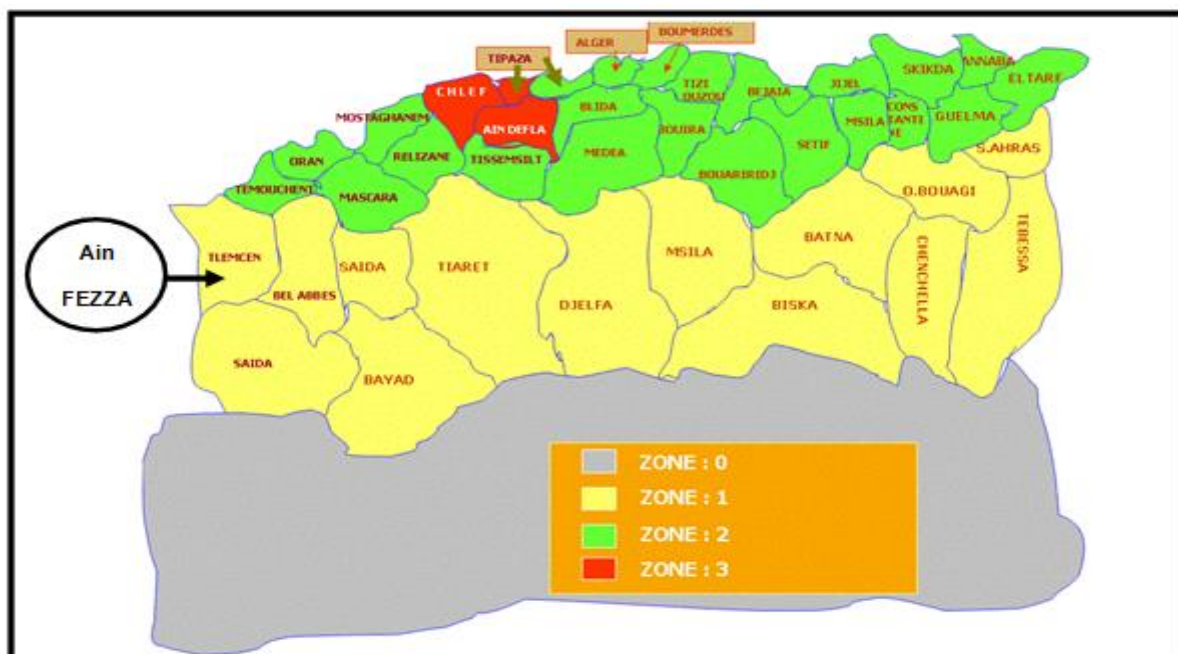 BOUMERDES
ALGER
TIPAZA
CHLEF
AIN DEFLA
MOSTAGHANEM
ORAN
RELIZANE
TISSEMSILT
TEMOUCHENT
MASCARA
BLIDA
MEDEA
BOUIRA
TIZI
OUZOU
BEJAIA
JIJEL
SKIKDA
ANNABA
EL TARE
SETIF
MSILA
CONS
TANTI
NE
GUELMA
BOUARIRIDJ
S.AHRAS
O.BOUAGI
TEBESSA
Ain
FEZZA
TLEMCEN
BEL ABBES
SAIDA
TIARET
DJELFA
MSILA
BATNA
BISKA
CHENCHELLA
SAIDA
BAYAD
ZONE : 0
ZONE : 1
ZONE : 2
ZONE : 3